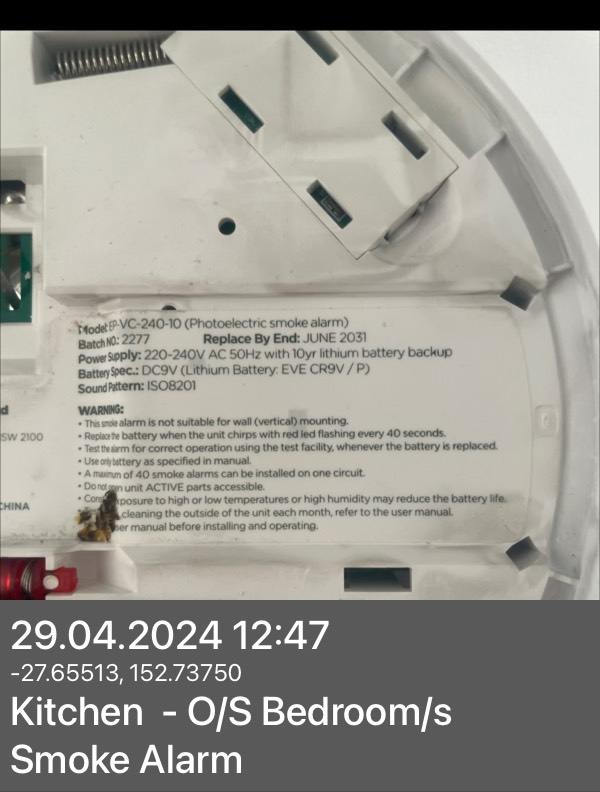 Model: EP-VC-240-10 (Photoelectric smoke alarm)
Batch NO: 2277 Replace By End: JUNE 2031
Power Supply: 220-240V AC 50Hz with 10yr lithium battery backup
Battery Spec.: DC9V (Lithium Battery: EVE CR9V / P)
Sound Pattern: ISO8201
WARNING:
• This smoke alarm is not suitable for wall (vertical) mounting.
• Replace the battery when the unit chirps with red led flashing every 40 seconds.
• Test the alarm for correct operation using the test facility, whenever the battery is replaced.
• Use only battery as specified in manual.
• A maximum of 40 smoke alarms can be installed on one circuit.
• Do not open unit ACTIVE parts accessible.
• exposure to high or low temperatures or high humidity may reduce the battery life.
cleaning the outside of the unit each month, refer to the user manual.
user manual before installing and operating.
d
SW 2100
CHINA
29.04.2024 12:47
-27.65513, 152.73750
Kitchen - O/S Bedroom/s
Smoke Alarm